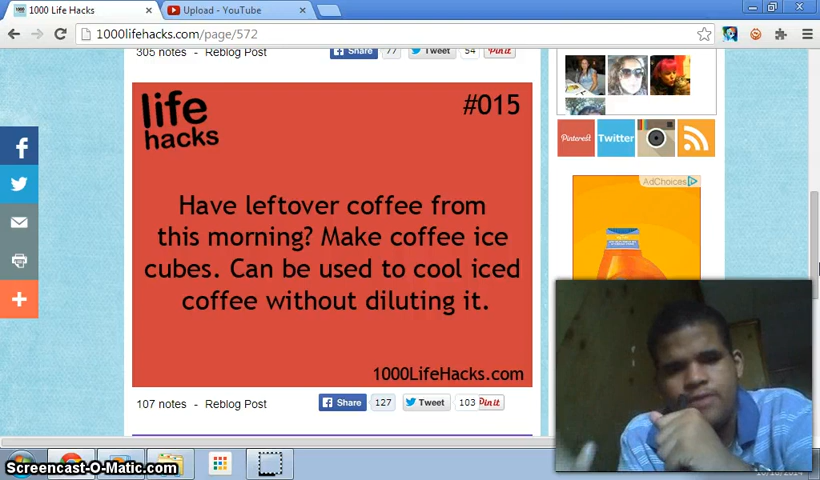 1000 Life Hacks
Upload - YouTube
1000lifehacks.com/page/572
305 notes - Reblog Post
Share 77
Tweet 54
Pin it
life
hacks
#015
Have leftover coffee from
this morning? Make coffee ice
cubes. Can be used to cool iced
coffee without diluting it.
1000LifeHacks.com
107 notes - Reblog Post
Share 127
Tweet 103
Pin it
Pinterest
Twitter
AdChoices
Screencast-O-Matic.com